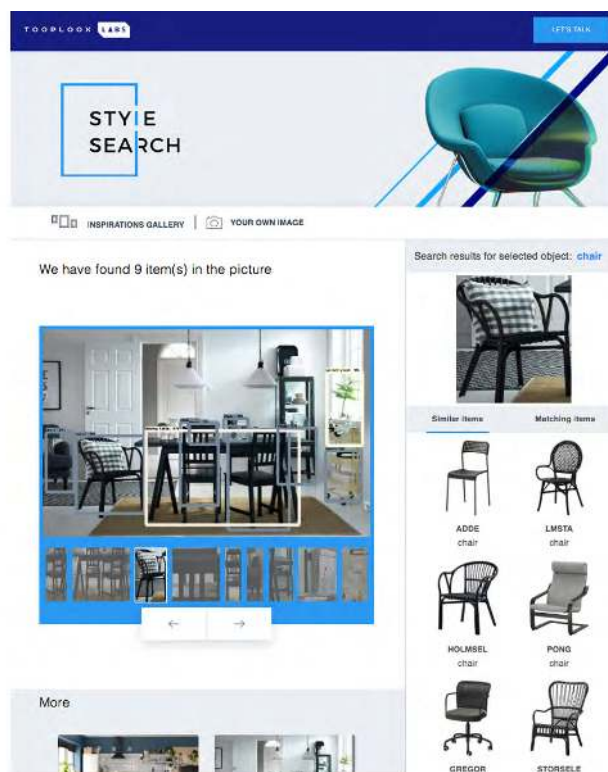 TOOPLOOX LABS
LET'S TALK
STYLE
SEARCH
INSPIRATIONS GALLERY
YOUR OWN IMAGE
We have found 9 item(s) in the picture
Search results for selected object: chair
Similar items
Matching items
ADDE
chair
LMSTA
chair
HOLMSEL
chair
PONG
chair
GREGOR
STORSELE
More